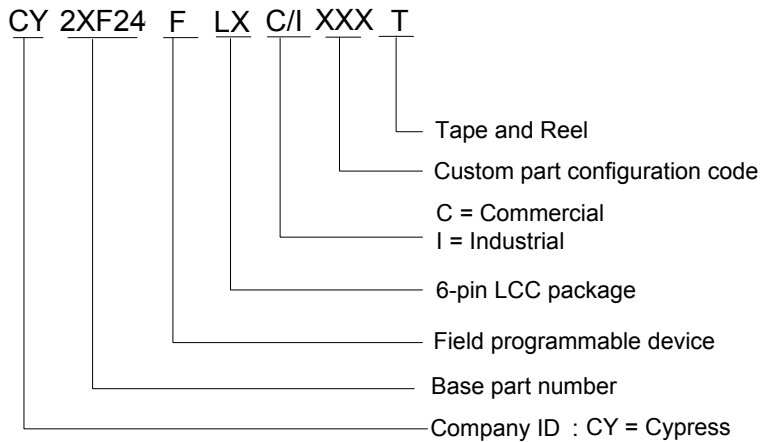 CY 2XF24 F LX C/I XXX T
Tape and Reel
Custom part configuration code
C = Commercial
I = Industrial
6-pin LCC package
Field programmable device
Base part number
Company ID : CY = Cypress